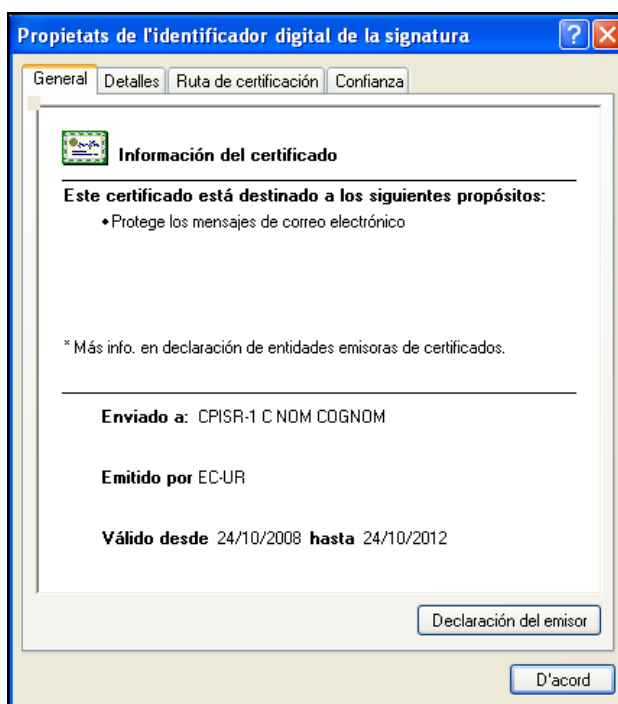 Propietats de l'identificador digital de la signatura
General Detalles Ruta de certificación Confianza
Información del certificado
Este certificado está destinado a los siguientes propósitos:
•Protege los mensajes de correo electrónico
* Más info. en declaración de entidades emisoras de certificados.
Enviado a: CPISR-1 C NOM COGNOM
Emitido por EC-UR
Válido desde 24/10/2008 hasta 24/10/2012
Declaración del emisor
D'acord